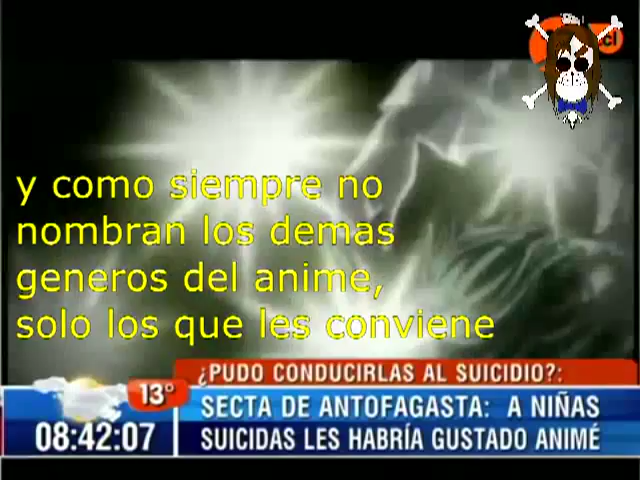 y como siempre no
nombran los demas
generos del anime,
solo los que les conviene
¿PUDO CONDUCIRLAS AL SUICIDIO?:
13°
SECTA DE ANTOFAGASTA: A NIÑAS
08:42:07
SUICIDAS LES HABRÍA GUSTADO ANIMÉ